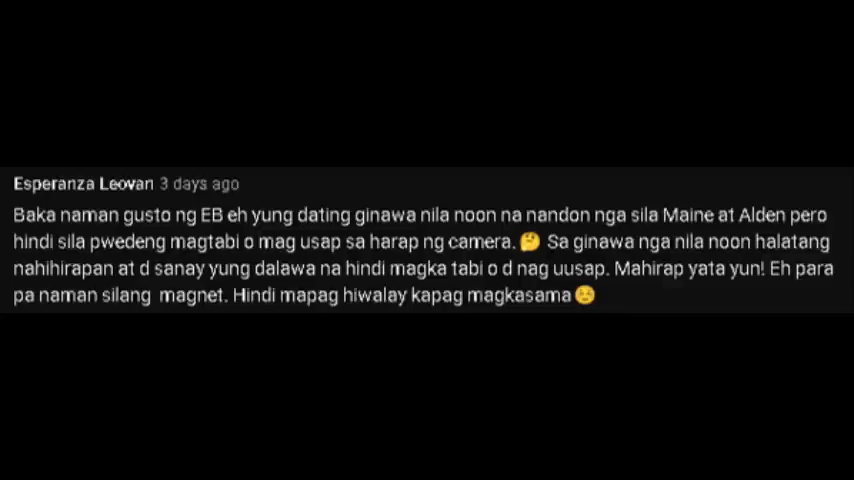 Esperanza Leovan 3 days ago
Baka naman gusto ng EB eh yung dating ginawa nila noon na nandon nga sila Maine at Alden pero
hindi sila pwedeng magtabi o mag usap sa harap ng camera.🤔 Sa ginawa nga nila noon halatang
nahihirapan at d sanay yung dalawa na hindi magka tabi o d nag uusap. Mahirap yata yun! Eh para
pa naman silang magnet. Hindi mapag hiwalay kapag magkasama☺️